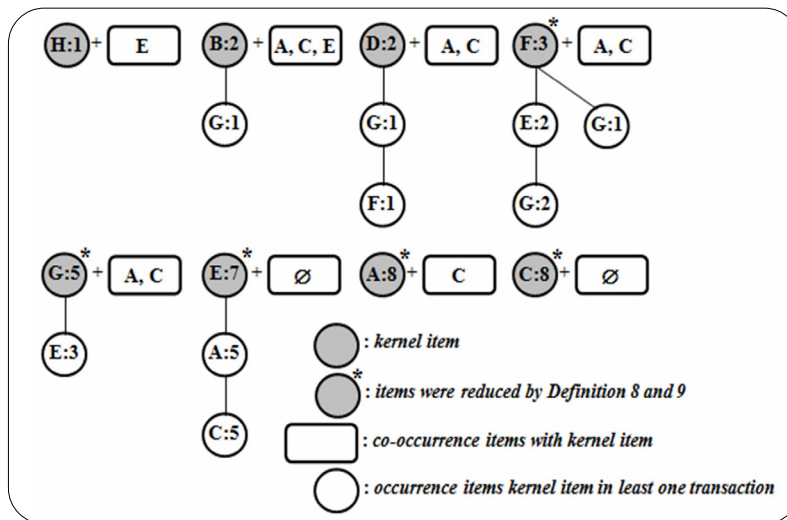 H:1 + E B:2 + A, C, E D:2 + A, C F:3 * + A, C
G:1 G:1 E:2 G:1
F:1 G:2
G:5 * + A, C E:7 * + ∅ A:8 * + C C:8 * + ∅
E:3 A:5
C:5
: kernel item
* : items were reduced by Definition 8 and 9
: co-occurrence items with kernel item
: occurrence items kernel item in least one transaction